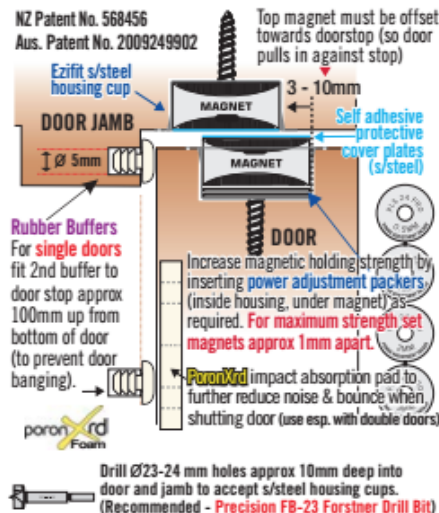 NZ Patent No. 568456
Aus. Patent No. 2009249902
Top magnet must be offset
towards doorstop (so door
pulls in against stop)
Ezifit s/steel
housing cup
3 - 10mm
MAGNET
DOOR JAMB
Self adhesive
protective
cover plates
(s/steel)
Ø 5mm
MAGNET
Rubber Buffers
For single doors
fit 2nd buffer to
door stop approx
100mm up from
bottom of door
(to prevent door
banging).
DOOR
Increase magnetic holding strength by
inserting power adjustment packers
(inside housing, under magnet) as
required. For maximum strength set
magnets approx 1mm apart.
PoronXrd impact absorption pad to
further reduce noise & bounce when
shutting door (use esp. with double doors)
poron Xrd
Foam
Drill Ø23-24 mm holes approx 10mm deep into
door and jamb to accept s/steel housing cups.
(Recommended - Precision FB-23 Forstner Drill Bit)